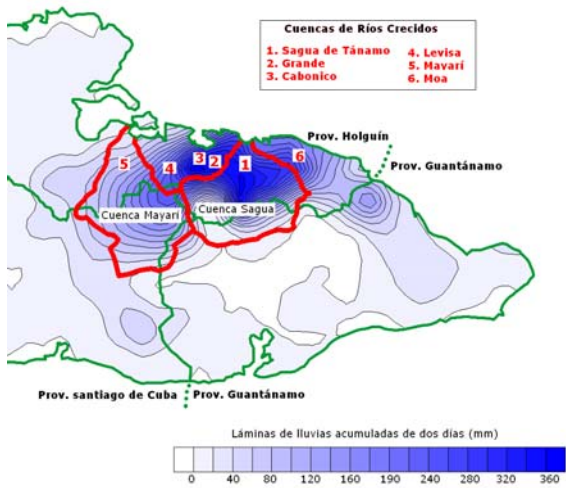 Cuencas de Ríos Crecidos
1. Sagua de Tánamo
2. Grande
3. Cabonico
4. Levisa
5. Mayarí
6. Moa
Prov. Holguín
Prov. Guantánamo
5
4
3
2
1
6
Cuenca Mayarí
Cuenca Sagua
Prov. santiago de Cuba
Prov. Guantánamo
Láminas de lluvias acumuladas de dos días (mm)
0 40 80 120 160 190 240 280 320 360